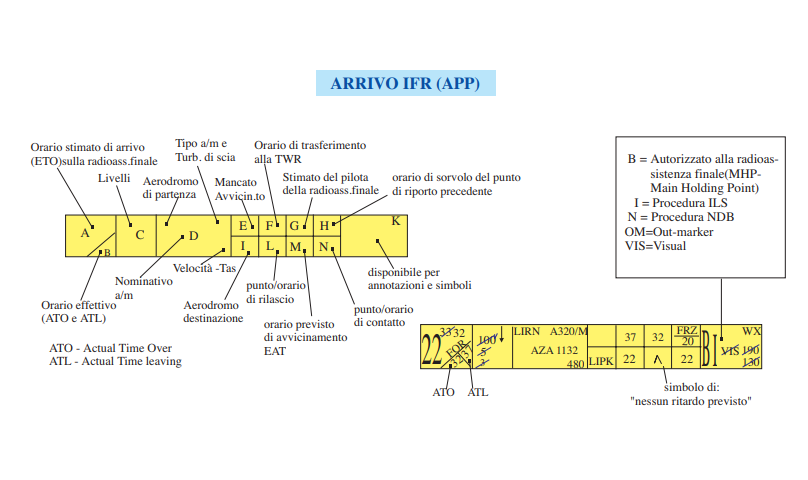 ARRIVO IFR (APP)
Orario stimato di arrivo
(ETO)sulla radioass.finale
Livelli
Aerodromo
di partenza
Tipo a/m e
Turb. di scia
Mancato
Avvicin.to
Orario di trasferimento
alla TWR
Stimato del pilota
della radioass.finale
orario di sorvolo del punto
di riporto precedente
A
B
C
D
E
F
G
H
I
L
M
N
K
Orario effettivo
(ATO e ATL)
Nominativo
a/m
Velocità -Tas
Aerodromo
destinazione
punto/orario
di rilascio
orario previsto
di avvicinamento
EAT
punto/orario
di contatto
disponibile per
annotazioni e simboli
ATO - Actual Time Over
ATL - Actual Time leaving
B = Autorizzato alla radioas-
sistenza finale(MHP-
Main Holding Point)
I = Procedura ILS
N = Procedura NDB
OM=Out-marker
VIS=Visual
22 33 32
FOR
32 37
100
5
3
LIRN A320/M
AZA 1132
480
LIPK
37 32 FRZ
20
22 Λ 22
B I
WX
VIS 190
130
ATO ATL
simbolo di:
"nessun ritardo previsto"